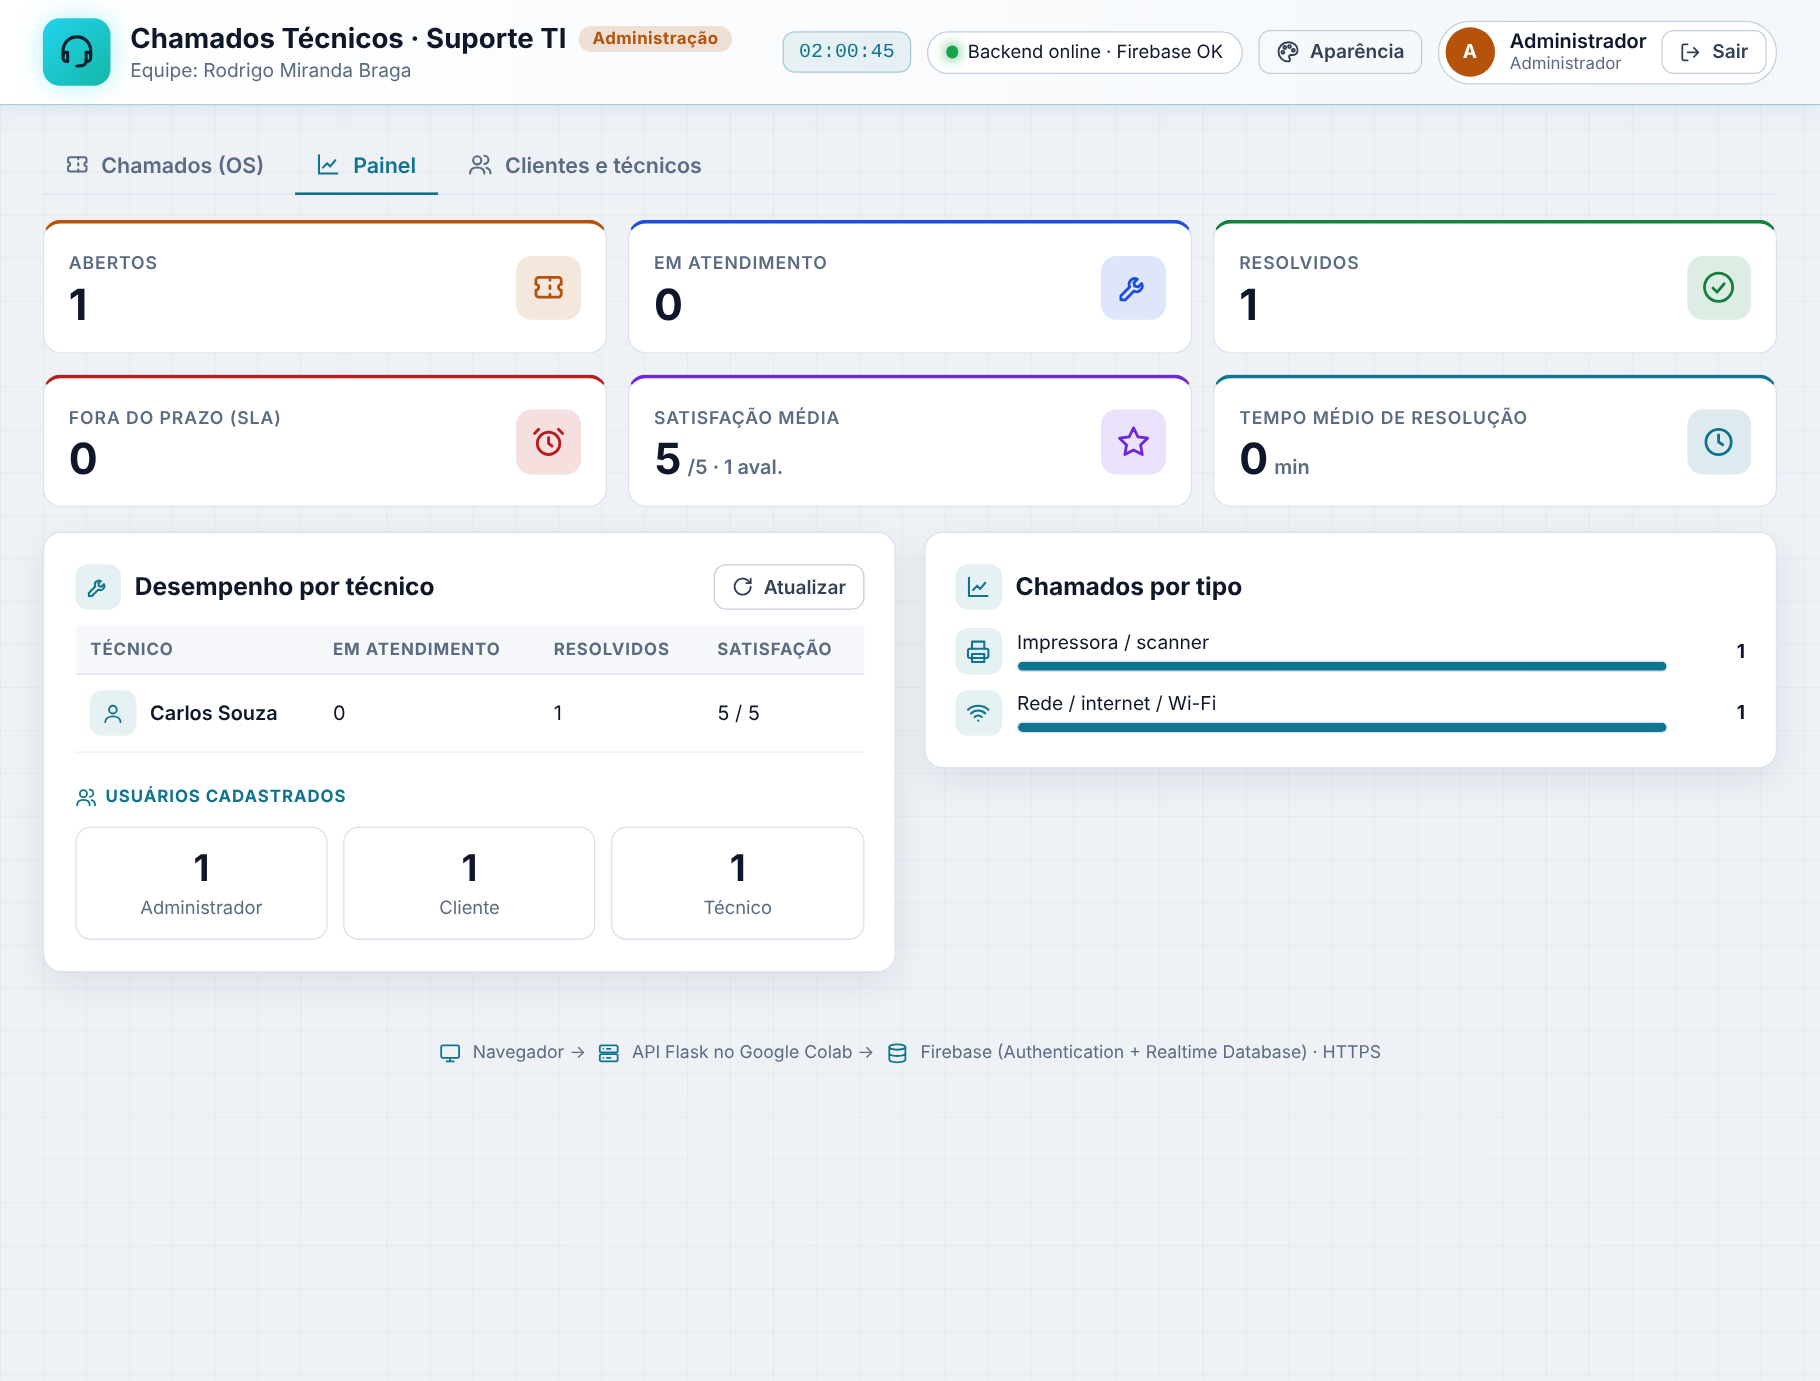 Chamados Técnicos · Suporte TI
Administração
Equipe: Rodrigo Miranda Braga
02:00:45
Backend online · Firebase OK
Aparência
A
Administrador
Administrador
Sair
Chamados (OS)
Painel
Clientes e técnicos
ABERTOS
1
EM ATENDIMENTO
0
RESOLVIDOS
1
FORA DO PRAZO (SLA)
0
SATISFAÇÃO MÉDIA
5 /5 · 1 aval.
TEMPO MÉDIO DE RESOLUÇÃO
0 min
Desempenho por técnico
Atualizar
TÉCNICO EM ATENDIMENTO RESOLVIDOS SATISFAÇÃO
Carlos Souza 0 1 5 / 5
USUÁRIOS CADASTRADOS
1
Administrador
1
Cliente
1
Técnico
Chamados por tipo
Impressora / scanner
1
Rede / internet / Wi-Fi
1
Navegador → API Flask no Google Colab → Firebase (Authentication + Realtime Database) · HTTPS